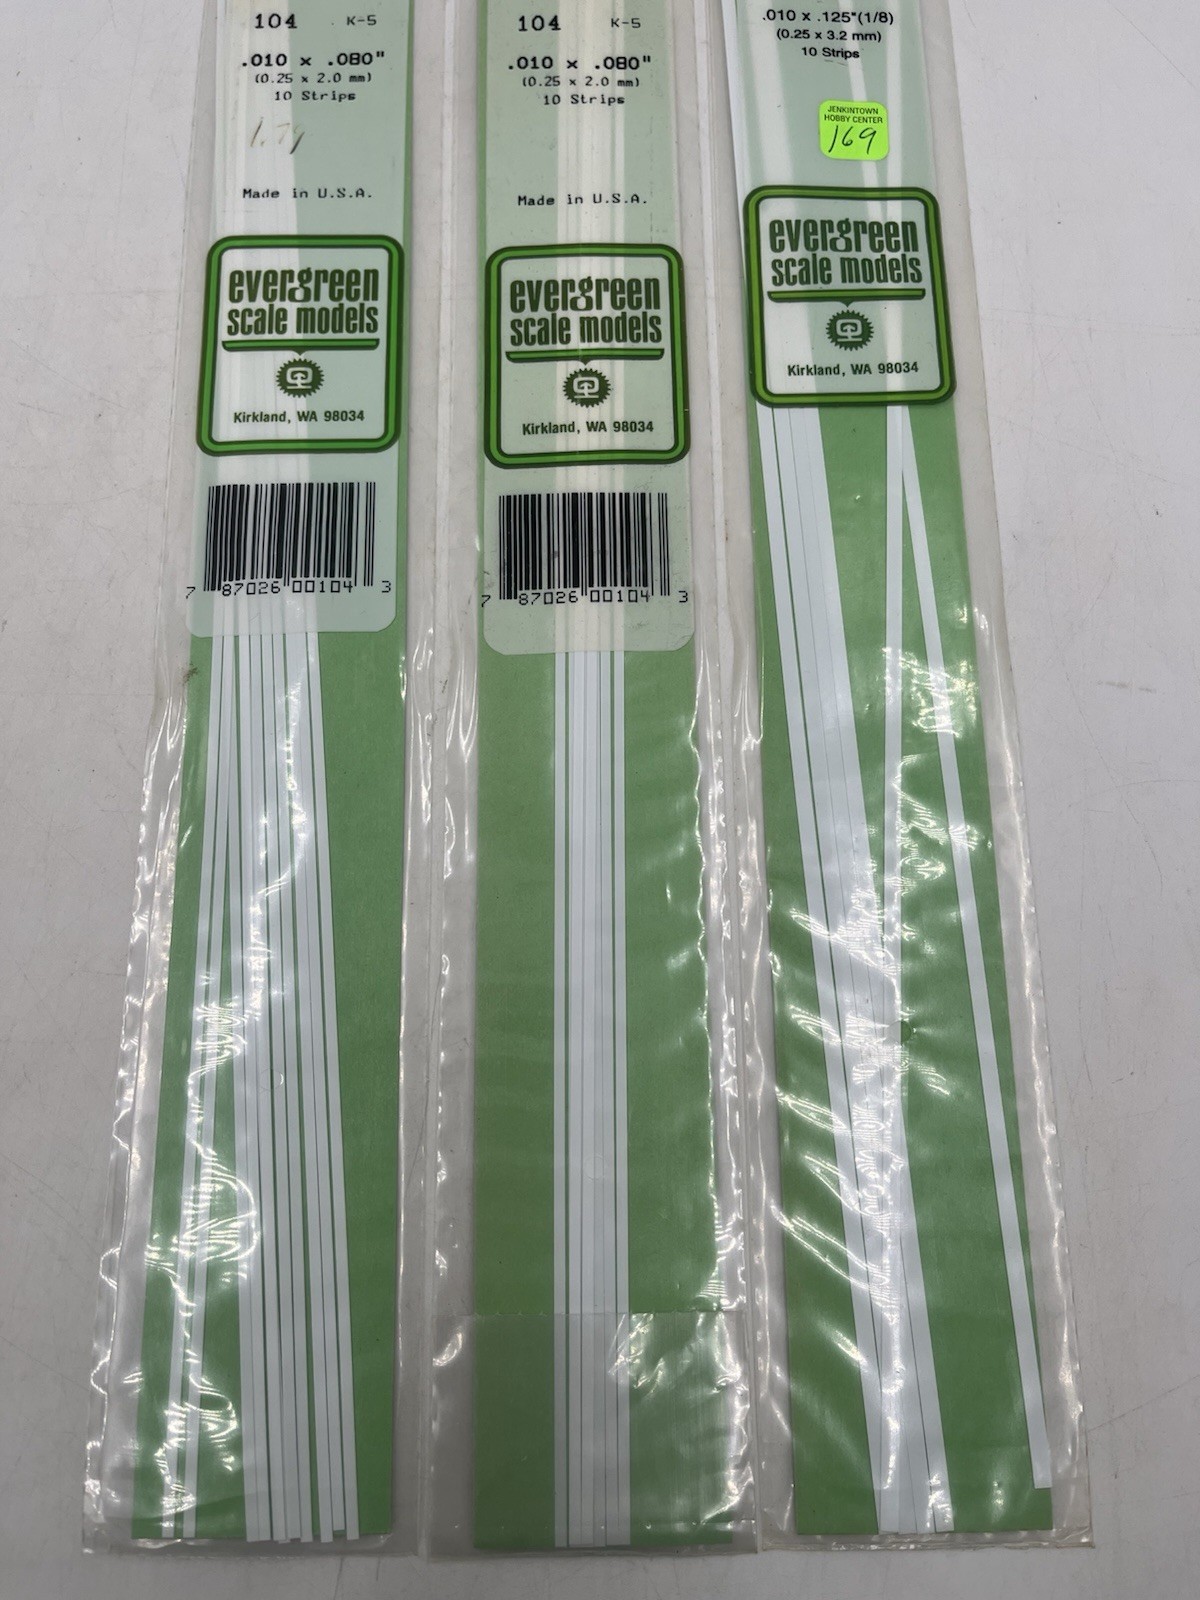 104 K-5
.010 x .080"
(0.25 x 2.0 mm)
10 Strips
1.79
Made in U.S.A.
evergreen
scale models
Kirkland, WA 98034
7 87026 00104 3
104 K-5
.010 x .080"
(0.25 x 2.0 mm)
10 Strips
Made in U.S.A.
evergreen
scale models
Kirkland, WA 98034
7 87026 00104 3
.010 x .125"(1/8)
(0.25 x 3.2 mm)
10 Strips
JENKINTOWN
HOBBY CENTER
169
evergreen
scale models
Kirkland, WA 98034